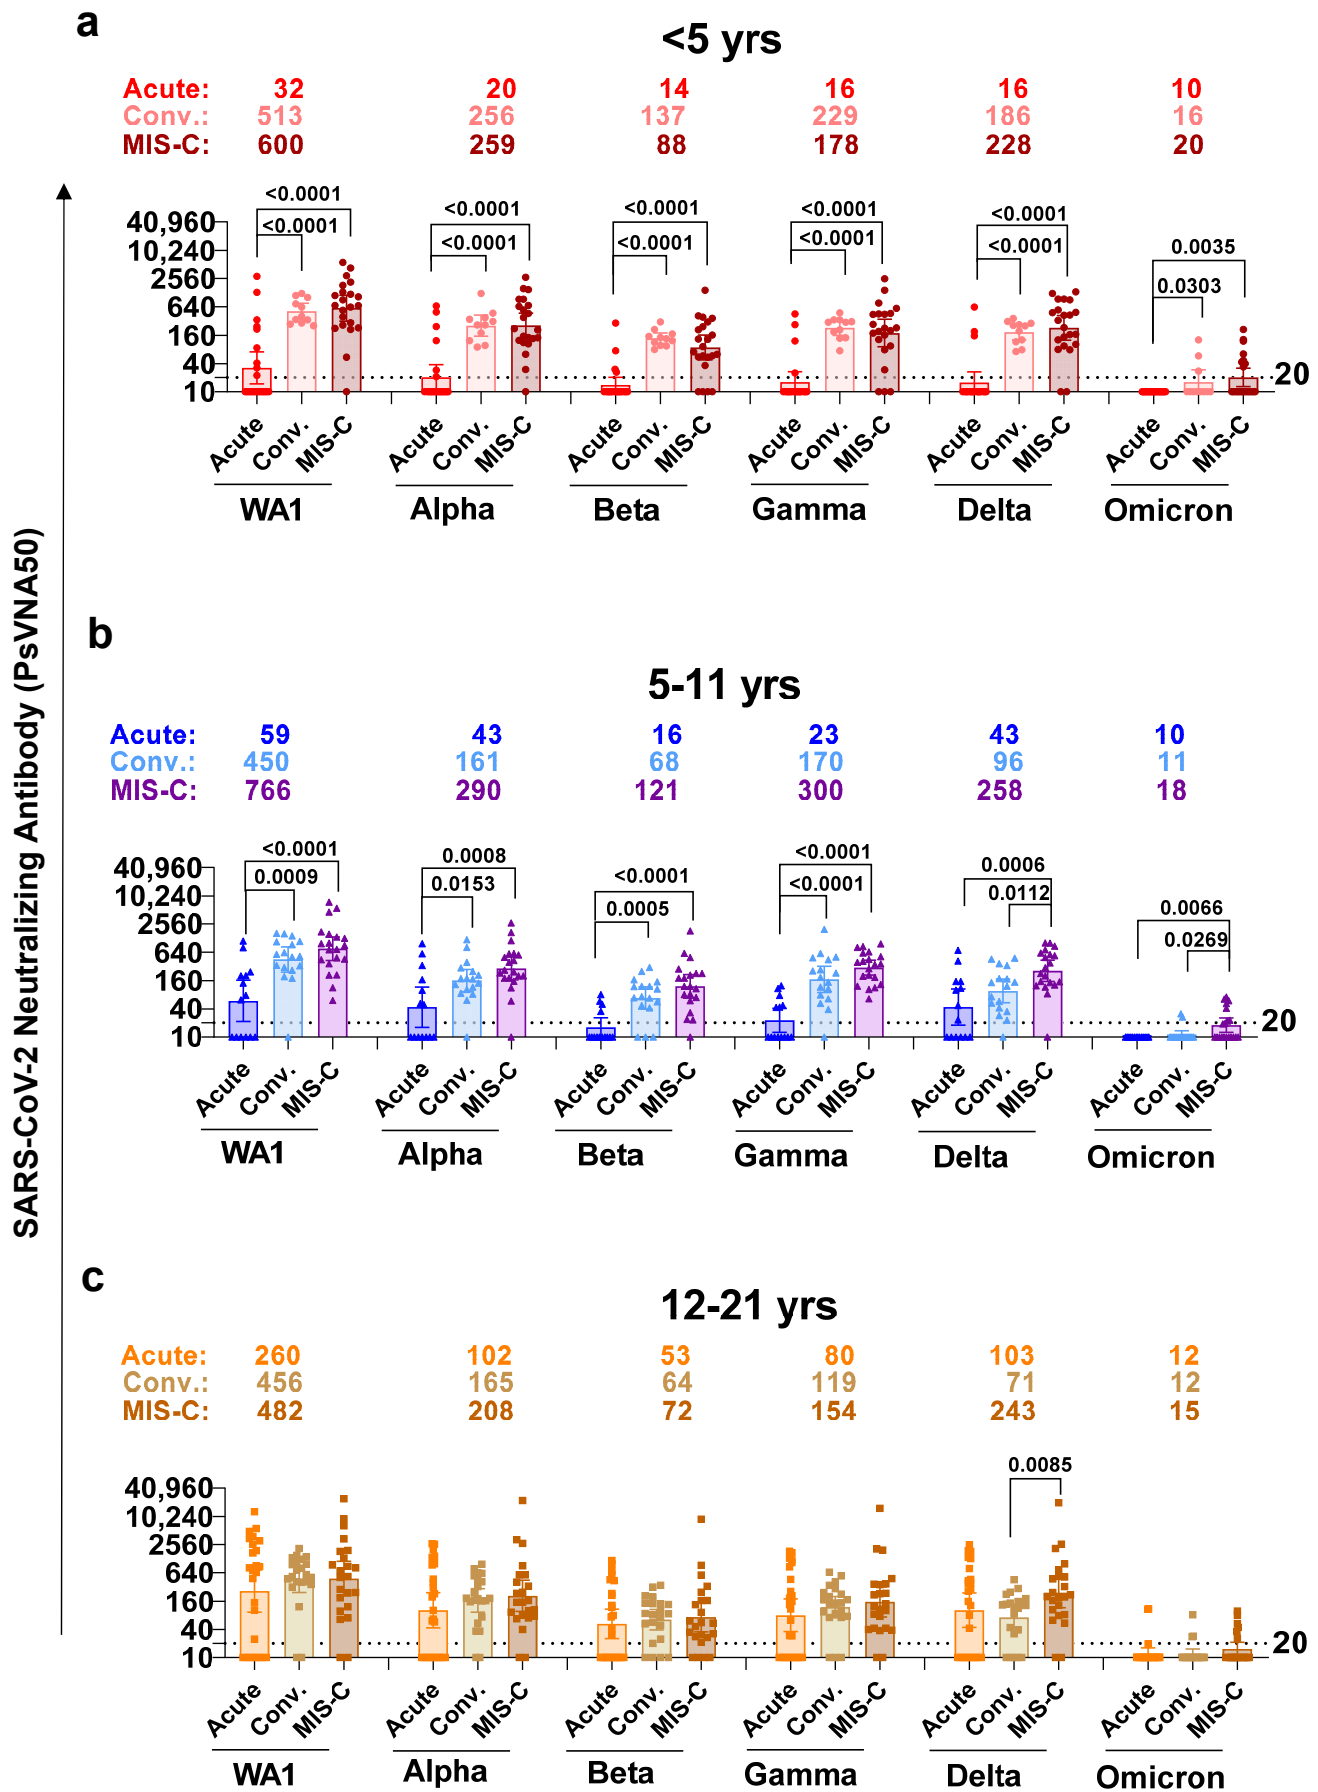 a
<5 yrs
Acute: 32 20 14 16 16 10
Conv.: 513 256 137 229 186 16
MIS-C: 600 259 88 178 228 20
<0.0001 <0.0001 <0.0001 <0.0001 <0.0001 0.0035
<0.0001 <0.0001 <0.0001 <0.0001 <0.0001 0.0303
40,960
10,240
2560
640
160
40
10
20
Acute Conv. MIS-C Acute Conv. MIS-C Acute Conv. MIS-C Acute Conv. MIS-C Acute Conv. MIS-C Acute Conv. MIS-C
WA1 Alpha Beta Gamma Delta Omicron
SARS-CoV-2 Neutralizing Antibody (PsVNA50)
b
5-11 yrs
Acute: 59 43 16 23 43 10
Conv.: 450 161 68 170 96 11
MIS-C: 766 290 121 300 258 18
<0.0001 0.0008 <0.0001 <0.0001 0.0006 0.0066
0.0009 0.0153 0.0005 <0.0001 0.0112 0.0269
40,960
10,240
2560
640
160
40
10
20
Acute Conv. MIS-C Acute Conv. MIS-C Acute Conv. MIS-C Acute Conv. MIS-C Acute Conv. MIS-C Acute Conv. MIS-C
WA1 Alpha Beta Gamma Delta Omicron
c
12-21 yrs
Acute: 260 102 53 80 103 12
Conv.: 456 165 64 119 71 12
MIS-C: 482 208 72 154 243 15
0.0085
40,960
10,240
2560
640
160
40
10
20
Acute Conv. MIS-C Acute Conv. MIS-C Acute Conv. MIS-C Acute Conv. MIS-C Acute Conv. MIS-C Acute Conv. MIS-C
WA1 Alpha Beta Gamma Delta Omicron